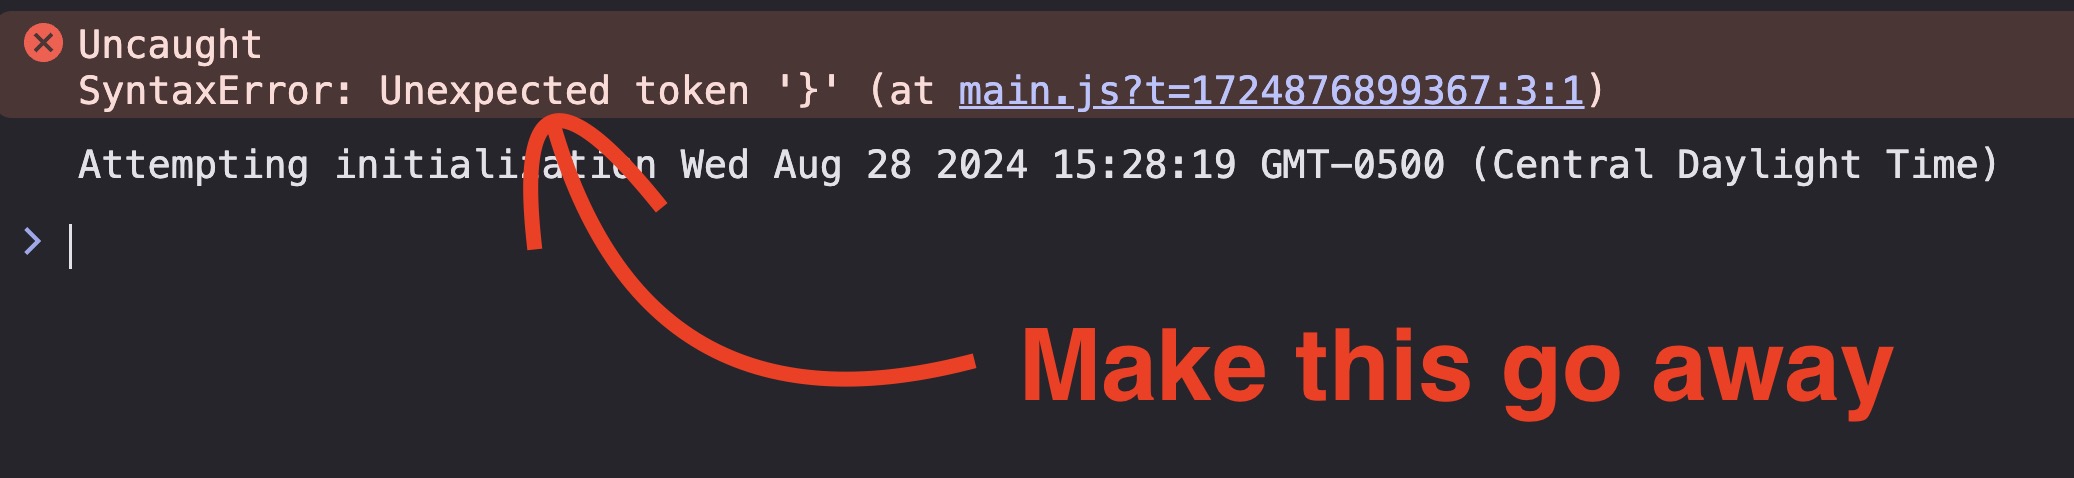 Uncaught
SyntaxError: Unexpected token '}' (at main.js?t=1724876899367:3:1)
Attempting initialization Wed Aug 28 2024 15:28:19 GMT-0500 (Central Daylight Time)
>
Make this go away